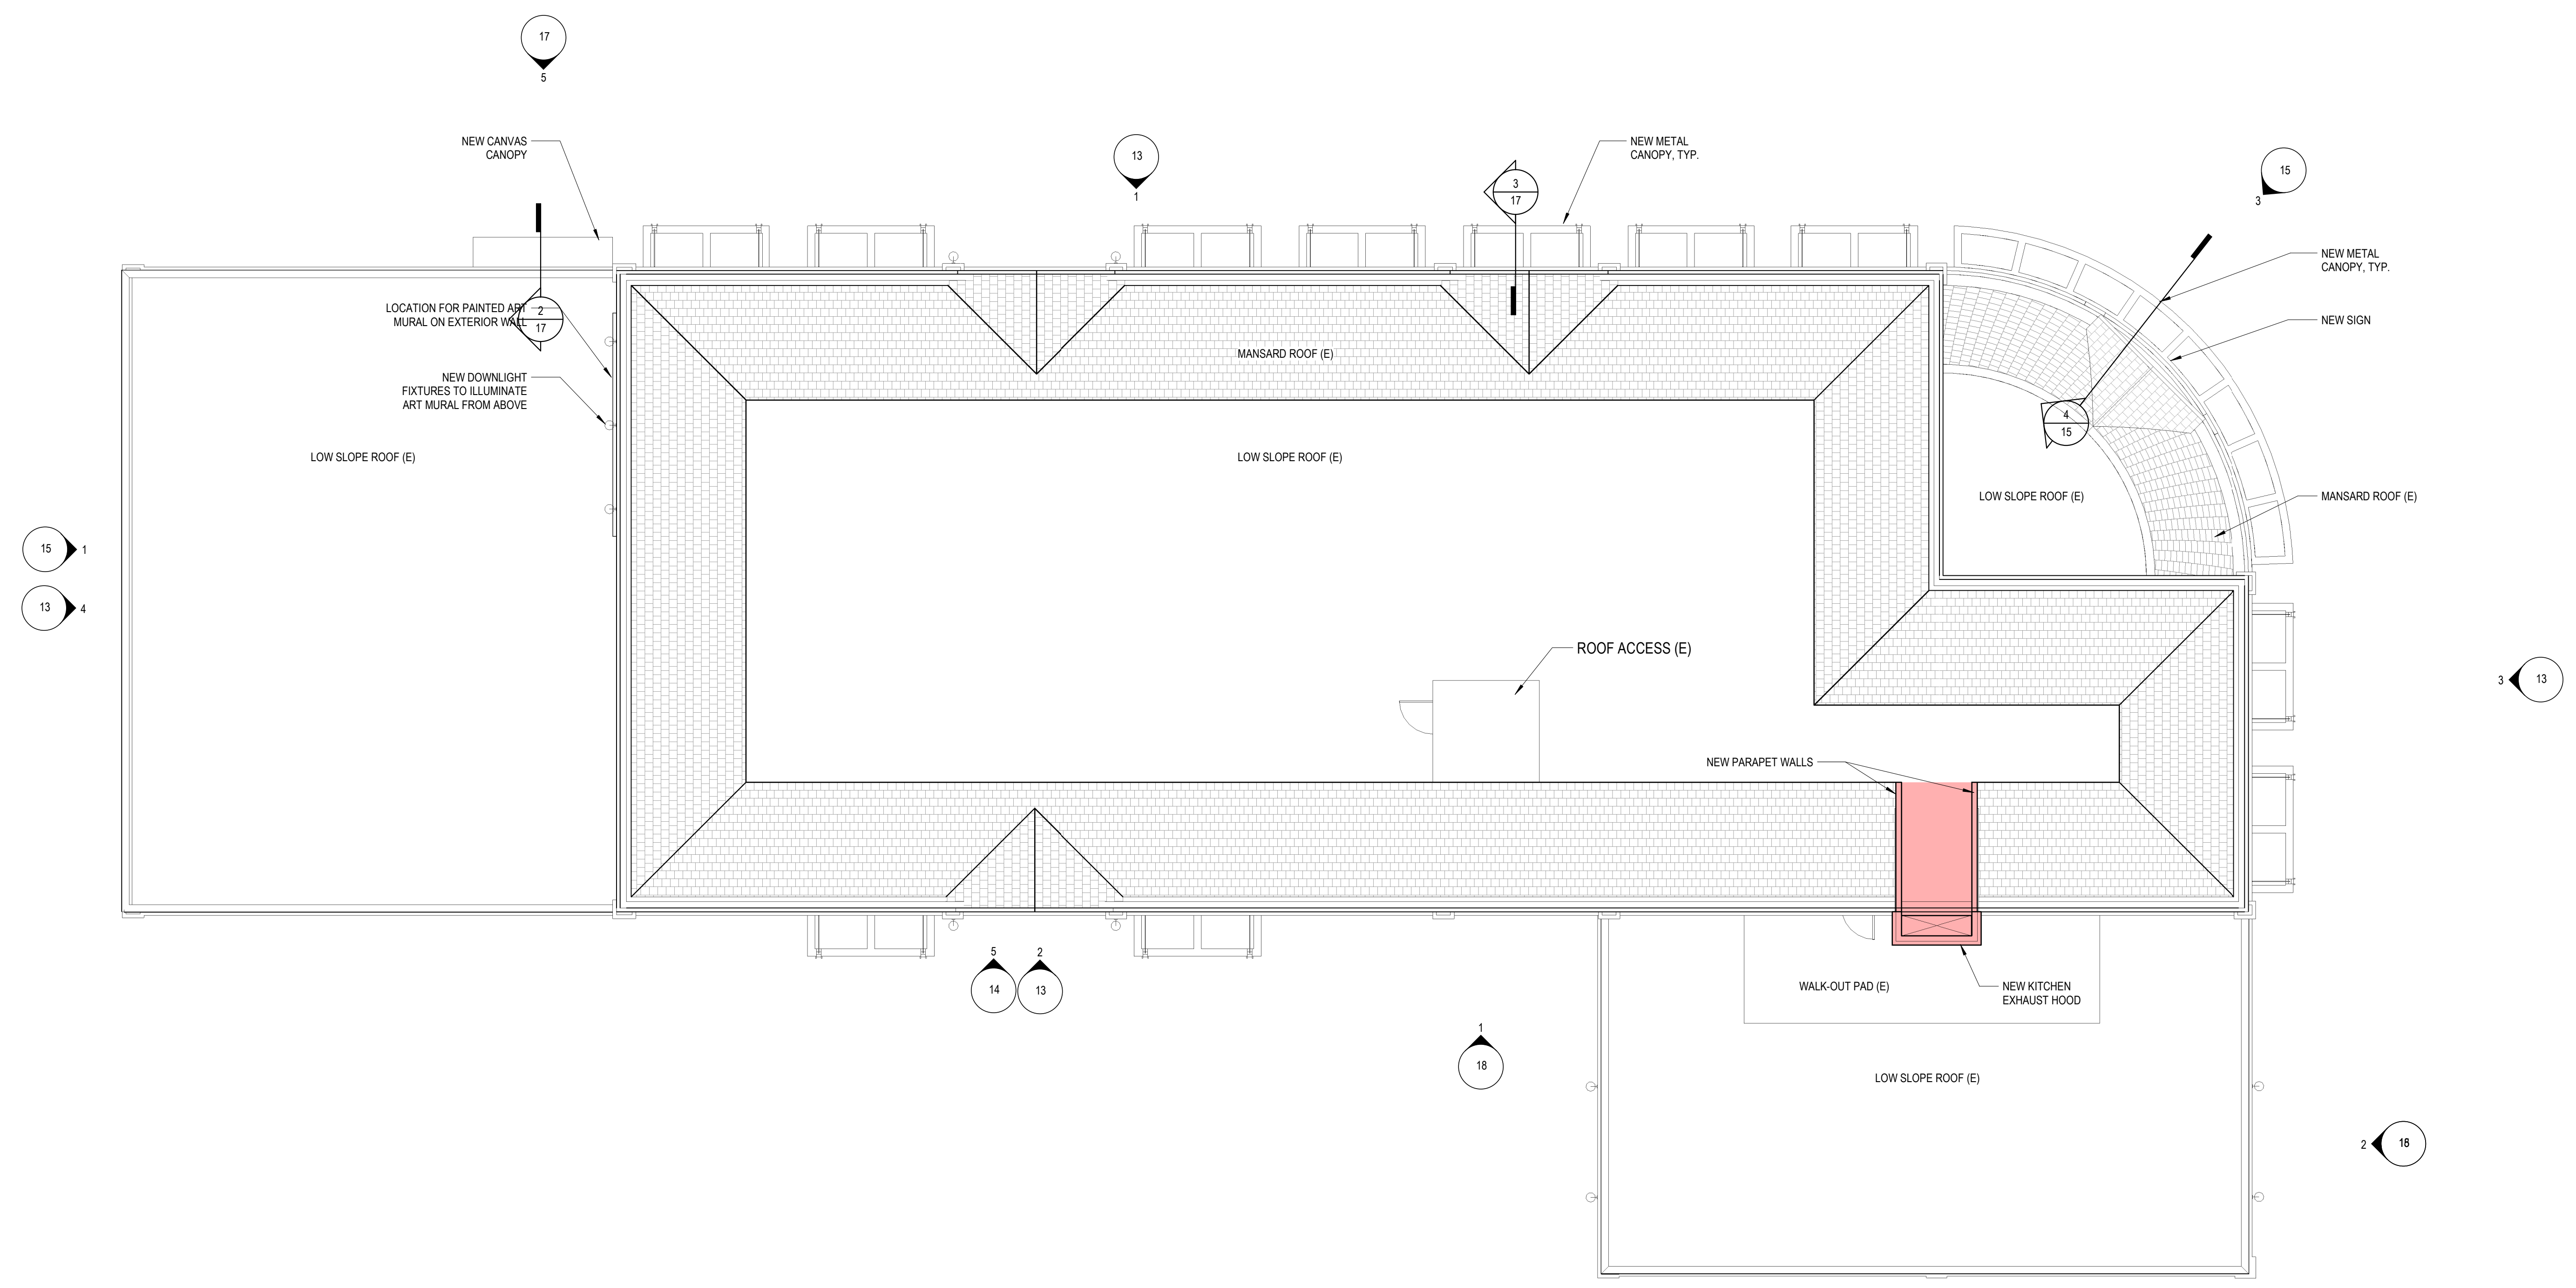 17
5
NEW CANVAS
CANOPY
13
1
NEW METAL
CANOPY, TYP.
3
17
15
3
NEW METAL
CANOPY, TYP.
NEW SIGN
LOCATION FOR PAINTED ART
MURAL ON EXTERIOR WALL
2
17
MANSARD ROOF (E)
NEW DOWNLIGHT
FIXTURES TO ILLUMINATE
ART MURAL FROM ABOVE
4
15
LOW SLOPE ROOF (E)
LOW SLOPE ROOF (E)
LOW SLOPE ROOF (E)
MANSARD ROOF (E)
15
1
13
4
ROOF ACCESS (E)
3
13
NEW PARAPET WALLS
5
14
2
13
WALK-OUT PAD (E)
NEW KITCHEN
EXHAUST HOOD
1
18
LOW SLOPE ROOF (E)
2